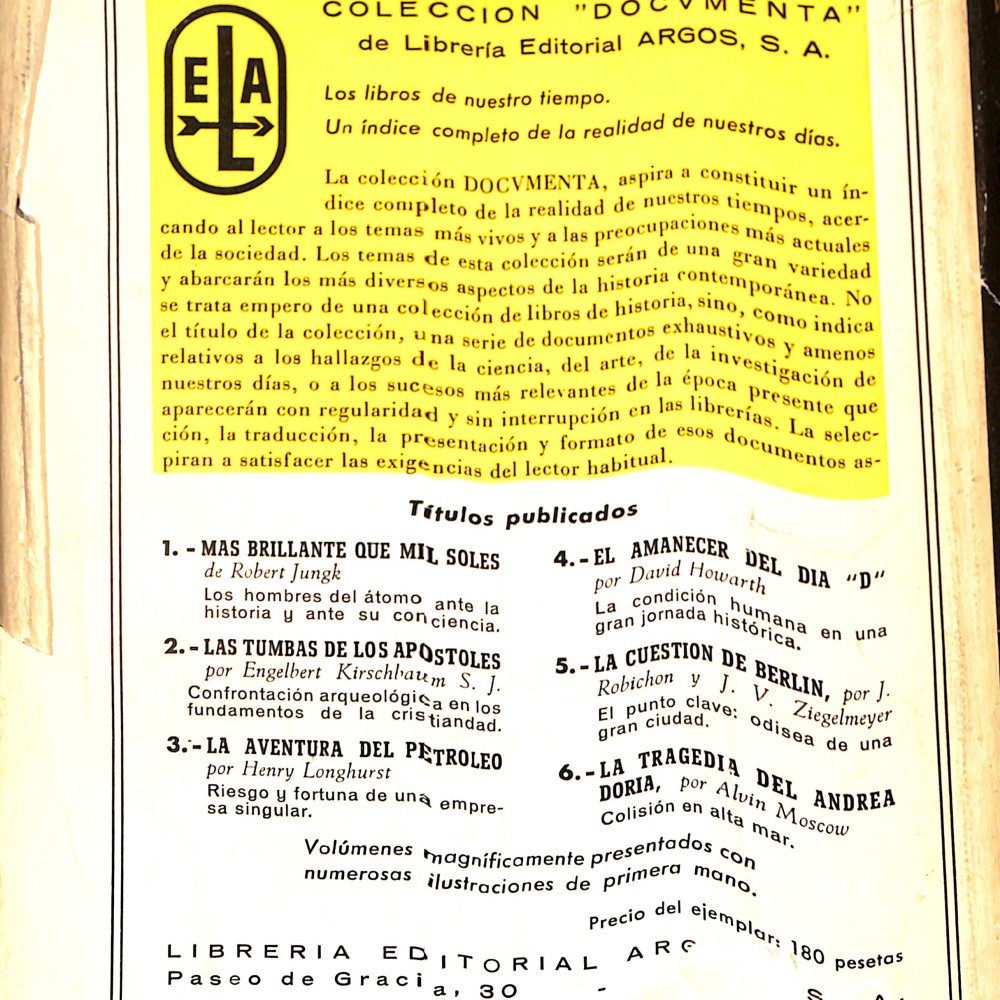 COLECCION "DOCVMENTA"
de Librería Editorial ARGOS, S. A.
ELA
Los libros de nuestro tiempo.
Un índice completo de la realidad de nuestros días.
La colección DOCVMENTA, aspira a constituir un ín-
dice completo de la realidad de nuestros tiempos, acer-
cando al lector a los temas más vivos y a las preocupaciones más actuales
de la sociedad. Los temas de esta colección serán de una gran variedad
y abarcarán los más diversos aspectos de la historia contemporánea. No
se trata empero de una colección de libros de historia, sino, como indica
el título de la colección, una serie de documentos exhaustivos y amenos
relativos a los hallazgos de la ciencia, del arte, de la investigación de
nuestros días, o a los sucesos más relevantes de la época presente que
aparecerán con regularidad y sin interrupción en las librerías. La selec-
ción, la traducción, la presentación y formato de esos documentos as-
piran a satisfacer las exigencias del lector habitual.
Títulos publicados
1. - MAS BRILLANTE QUE MIL SOLES
de Robert Jungk
Los hombres del átomo ante la
historia y ante su conciencia.
2. - LAS TUMBAS DE LOS APOSTOLES
por Engelbert Kirschbaum S. J.
Confrontación arqueológica en los
fundamentos de la cristiandad.
3. - LA AVENTURA DEL PETROLEO
por Henry Longhurst
Riesgo y fortuna de una empre-
sa singular.
4. - EL AMANECER DEL DIA "D"
por David Howarth
La condición humana en una
gran jornada histórica.
5. - LA CUESTION DE BERLIN, por J.
Robichon y J. V. Ziegelmeyer
El punto clave: odisea de una
gran ciudad.
6. - LA TRAGEDIA DEL ANDREA
DORIA, por Alvin Moscow
Colisión en alta mar.
Volúmenes magníficamente presentados con
numerosas ilustraciones de primera mano.
Precio del ejemplar: 180 pesetas
LIBRERIA EDITORIAL ARG S. A.
Paseo de Gracia, 30 -